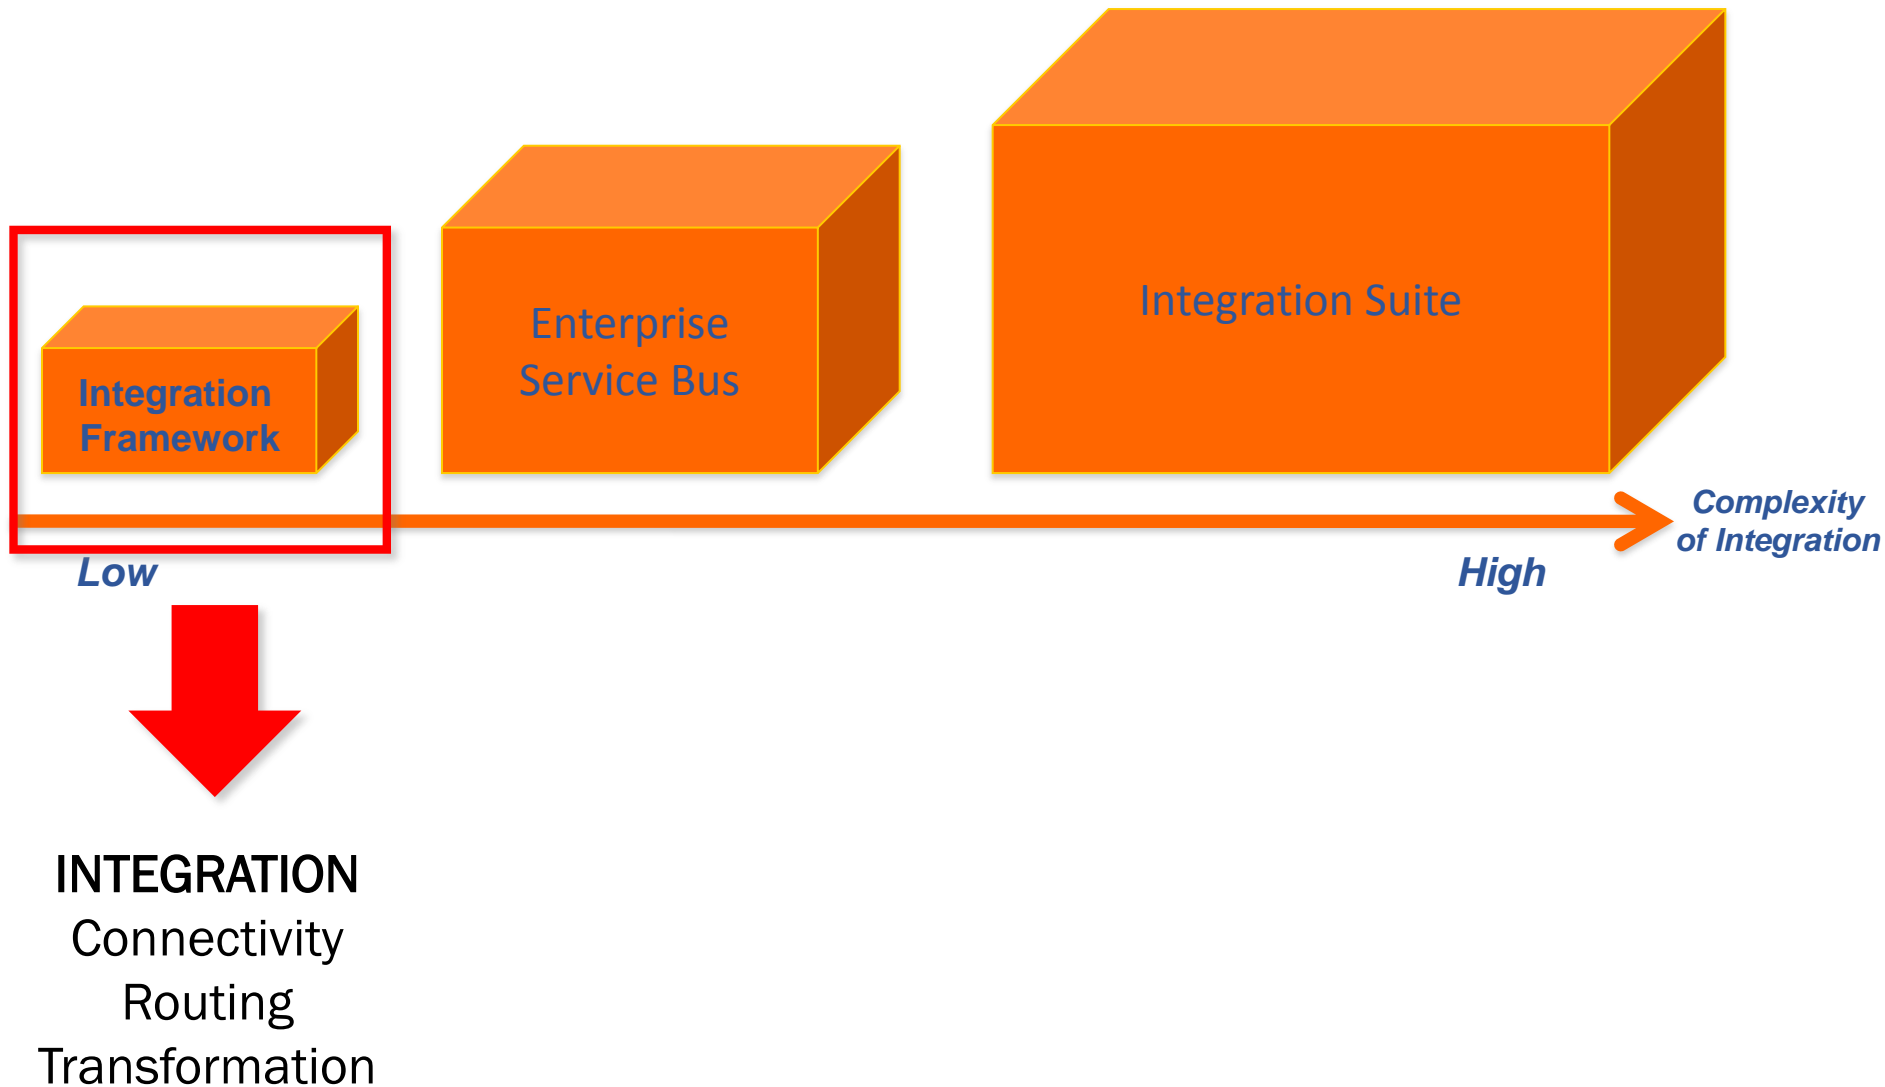 Integration Suite
Enterprise
Service Bus
Integration
Framework
Complexity
of Integration
Low
High
INTEGRATION
Connectivity
Routing
Transformation